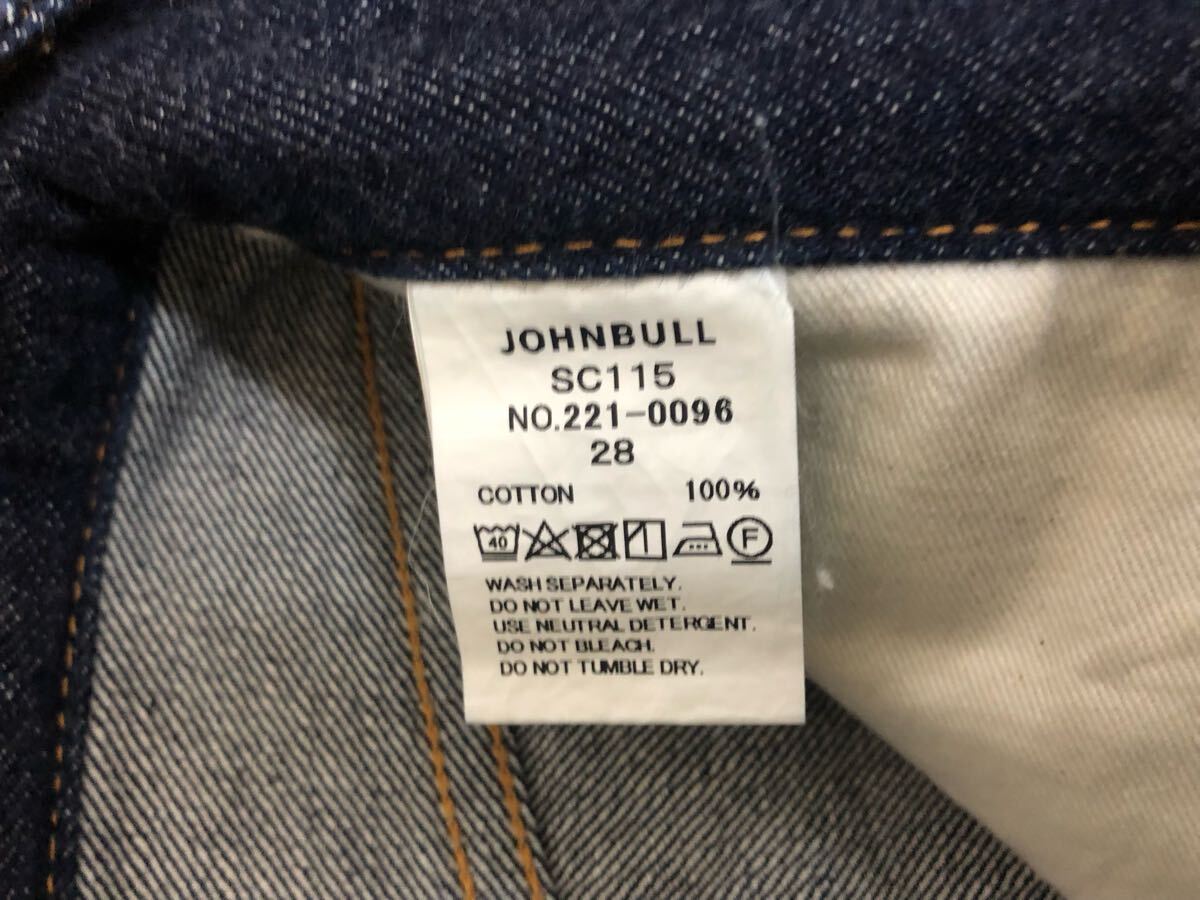 JOHNBULL
SC115
NO.221-0096
28
COTTON 100%
40 F
WASH SEPARATELY.
DO NOT LEAVE WET.
USE NEUTRAL DETERGENT.
DO NOT BLEACH.
DO NOT TUMBLE DRY.